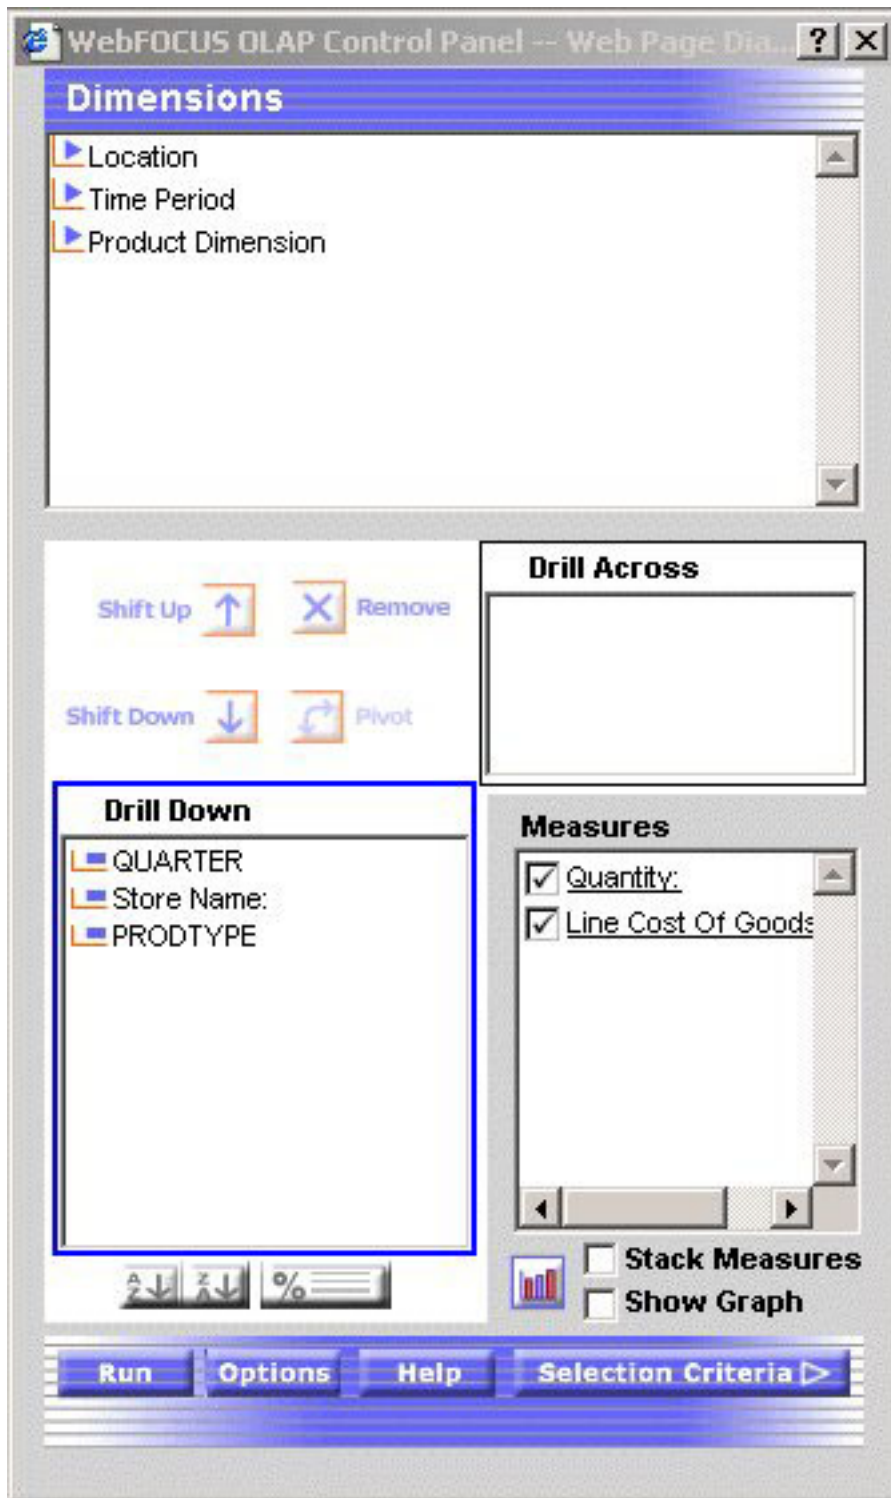 WebFOCUS OLAP Control Panel -- Web Page Dia...
Dimensions
Location
Time Period
Product Dimension
Shift Up
Remove
Shift Down
Pivot
Drill Across
Drill Down
QUARTER
Store Name:
PRODTYPE
Measures
Quantity:
Line Cost Of Goods
A
Z
Z
A
%
Stack Measures
Show Graph
Run Options Help Selection Criteria